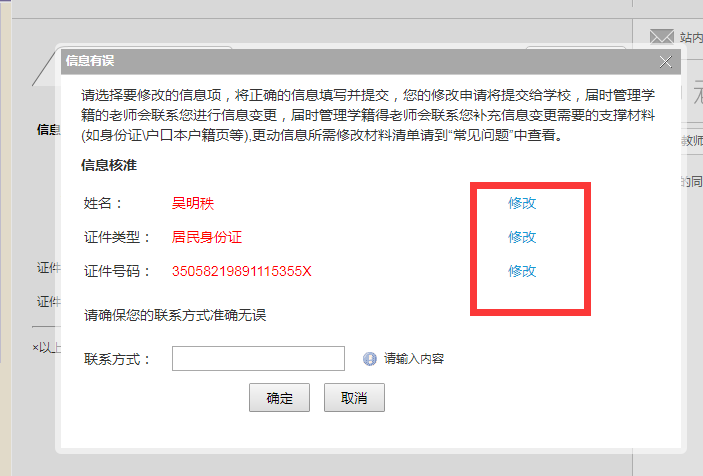 站内
信息有误
请选择要修改的信息项，将正确的信息填写并提交，您的修改申请将提交给学校，届时管理学
籍的老师会联系您进行信息变更，届时管理学籍得老师会联系您补充信息变更需要的支撑材料
(如身份证\户口本户籍页等),更动信息所需修改材料清单请到“常见问题”中查看。
信息
教师
信息核准
的同
姓名： 吴明秩 修改
证件类型： 居民身份证 修改
证件
证件号码： 35058219891115355X 修改
证件
请确保您的联系方式准确无误
×以上
联系方式： 请输入内容
确定 取消